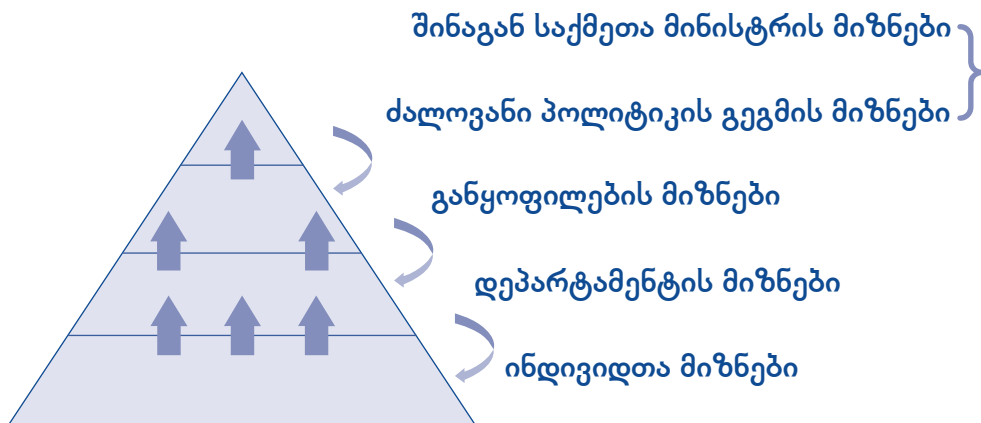 შინაგან საქმეთა მინისტრის მიზნები
ძალოვანი პოლიტიკის გეგმის მიზნები
განყოფილების მიზნები
დეპარტამენტის მიზნები
ინდივიდთა მიზნები